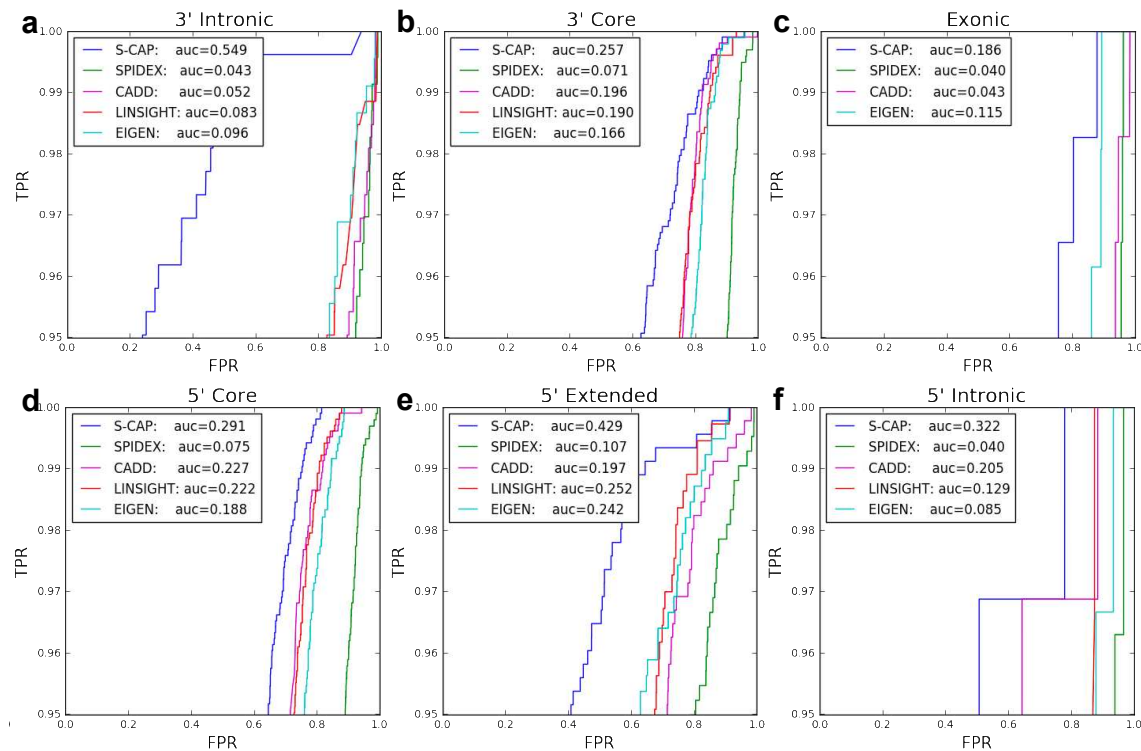 a 3' Intronic
1.00
0.99
0.98
0.97
0.96
0.95
TPR
S-CAP: auc=0.549
SPIDEX: auc=0.043
CADD: auc=0.052
LINSIGHT: auc=0.083
EIGEN: auc=0.096
0.0 0.2 0.4 0.6 0.8 1.0
FPR
b 3' Core
1.00
0.99
0.98
0.97
0.96
0.95
TPR
S-CAP: auc=0.257
SPIDEX: auc=0.071
CADD: auc=0.196
LINSIGHT: auc=0.190
EIGEN: auc=0.166
0.0 0.2 0.4 0.6 0.8 1.0
FPR
c Exonic
1.00
0.99
0.98
0.97
0.96
0.95
TPR
S-CAP: auc=0.186
SPIDEX: auc=0.040
CADD: auc=0.043
EIGEN: auc=0.115
0.0 0.2 0.4 0.6 0.8 1.0
FPR
d 5' Core
1.00
0.99
0.98
0.97
0.96
0.95
TPR
S-CAP: auc=0.291
SPIDEX: auc=0.075
CADD: auc=0.227
LINSIGHT: auc=0.222
EIGEN: auc=0.188
0.0 0.2 0.4 0.6 0.8 1.0
FPR
e 5' Extended
1.00
0.99
0.98
0.97
0.96
0.95
TPR
S-CAP: auc=0.429
SPIDEX: auc=0.107
CADD: auc=0.197
LINSIGHT: auc=0.252
EIGEN: auc=0.242
0.0 0.2 0.4 0.6 0.8 1.0
FPR
f 5' Intronic
1.00
0.99
0.98
0.97
0.96
0.95
TPR
S-CAP: auc=0.322
SPIDEX: auc=0.040
CADD: auc=0.205
LINSIGHT: auc=0.129
EIGEN: auc=0.085
0.0 0.2 0.4 0.6 0.8 1.0
FPR